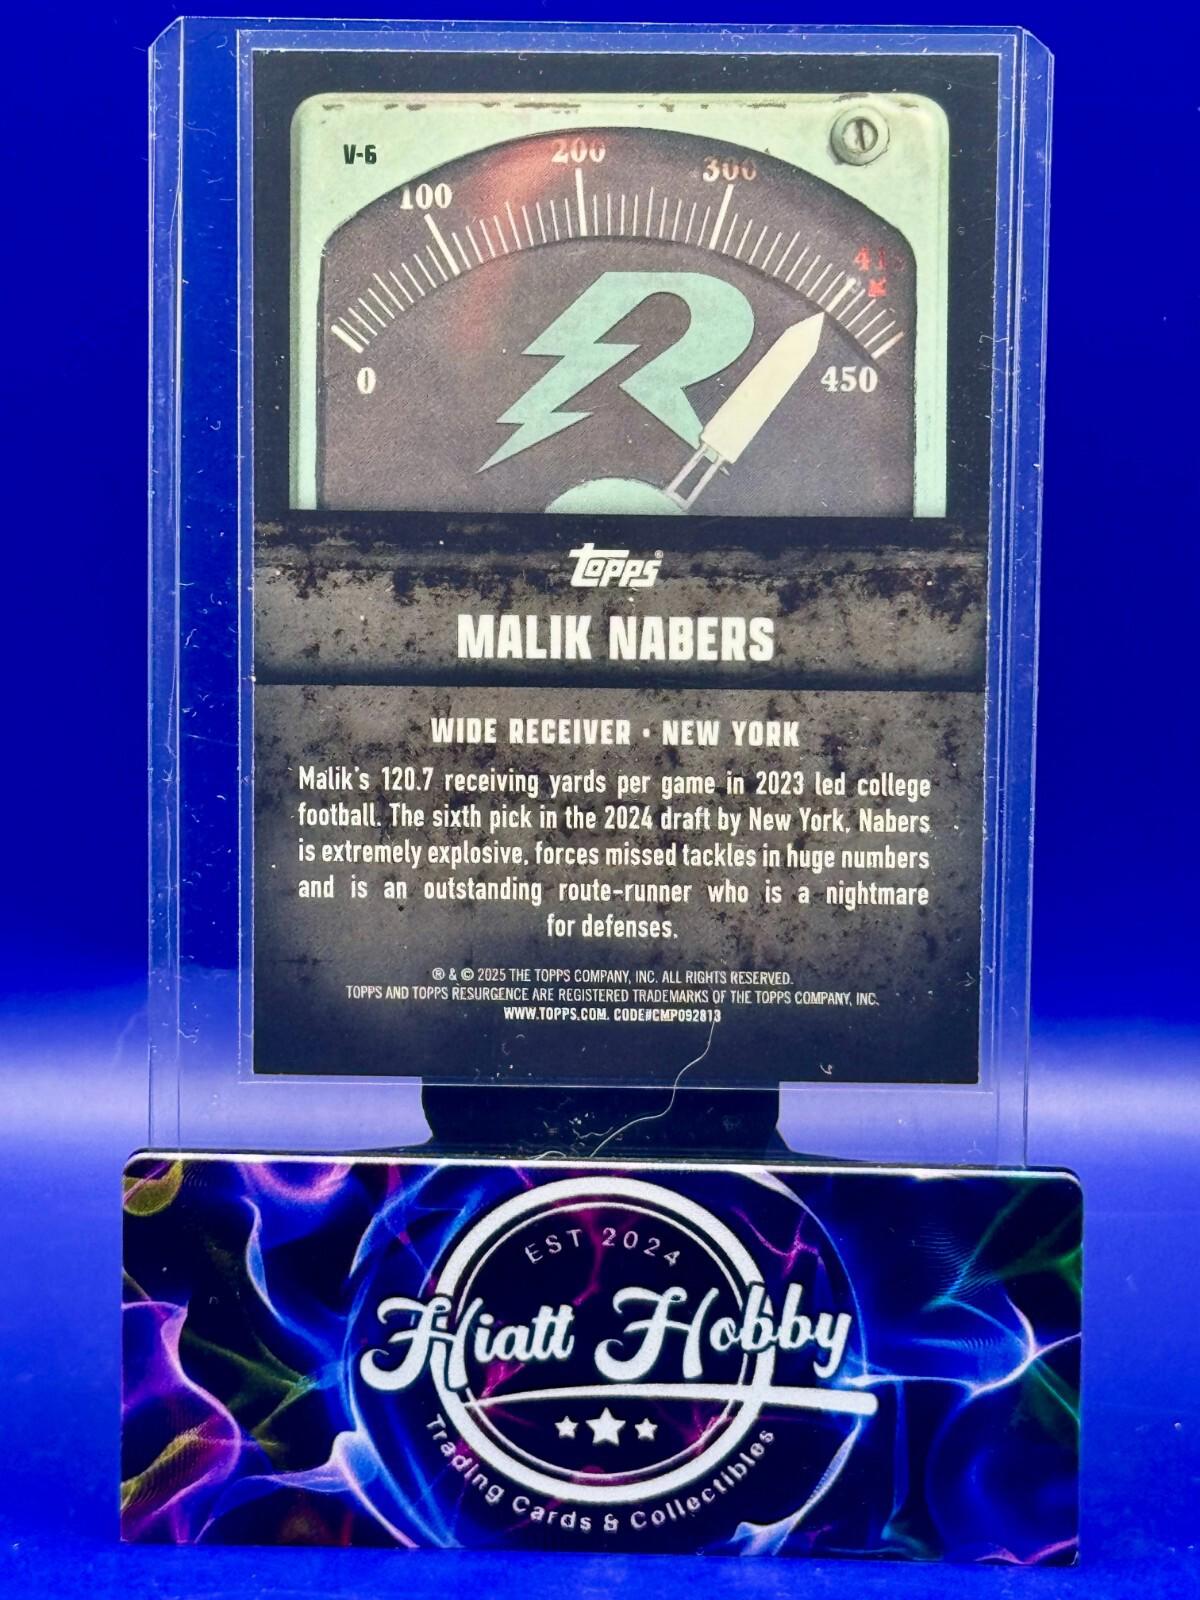 V-6
100
200
300
0
450
Topps
MALIK NABERS
WIDE RECEIVER • NEW YORK
Malik's 120.7 receiving yards per game in 2023 led college
football. The sixth pick in the 2024 draft by New York, Nabers
is extremely explosive, forces missed tackles in huge numbers
and is an outstanding route-runner who is a nightmare
for defenses.
® & © 2025 THE TOPPS COMPANY, INC. ALL RIGHTS RESERVED.
TOPPS AND TOPPS RESURGENCE ARE REGISTERED TRADEMARKS OF THE TOPPS COMPANY, INC.
WWW.TOPPS.COM. CODE#CMP092813
EST 2024
Hiatt Hobby
Trading Cards & Collectibles